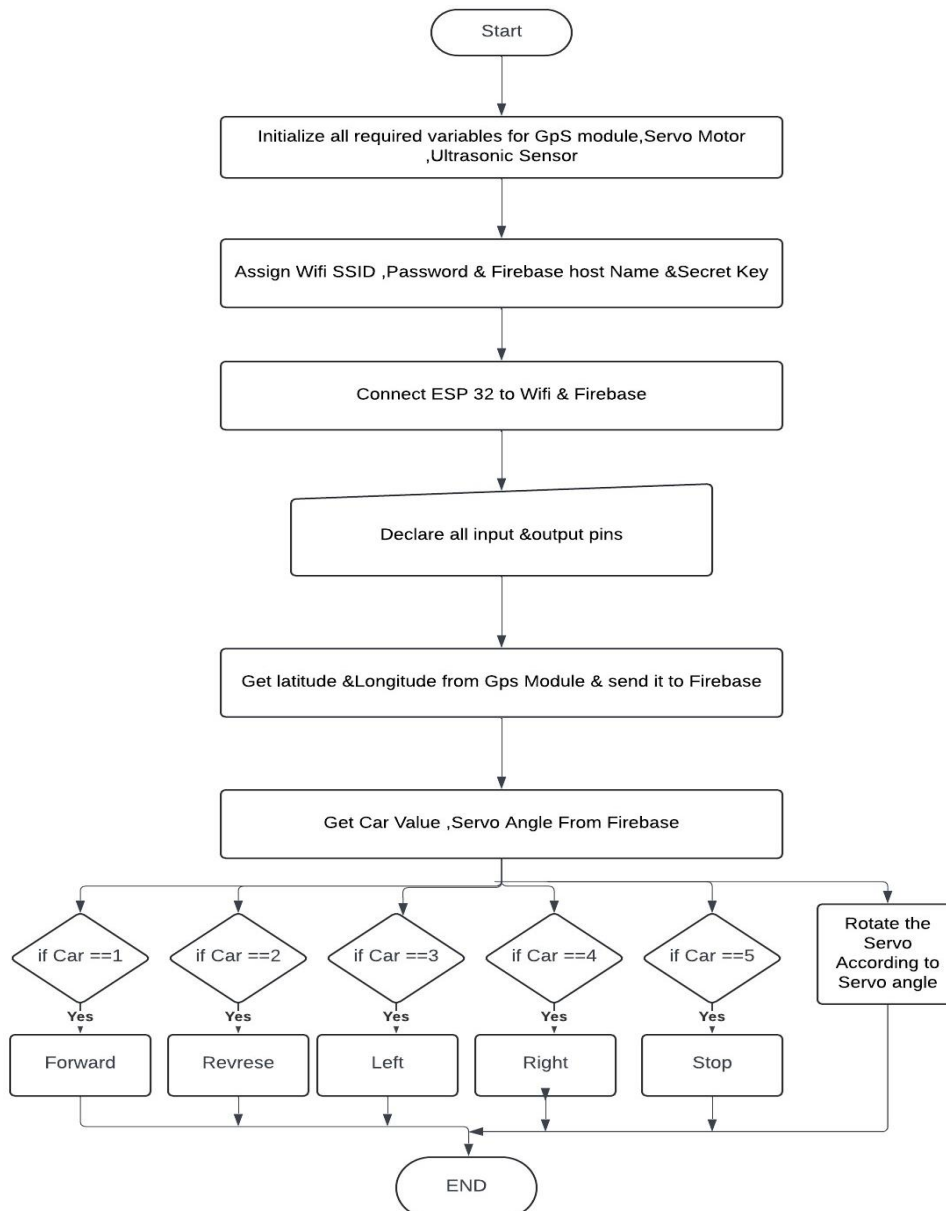 Start
Initialize all required variables for GpS module,Servo Motor
,Ultrasonic Sensor
Assign Wifi SSID ,Password & Firebase host Name &Secret Key
Connect ESP 32 to Wifi & Firebase
Declare all input &output pins
Get latitude &Longitude from Gps Module & send it to Firebase
Get Car Value ,Servo Angle From Firebase
if Car ==1
if Car ==2
if Car ==3
if Car ==4
if Car ==5
Rotate the
Servo
According to
Servo angle
Yes
Yes
Yes
Yes
Yes
Forward
Revrese
Left
Right
Stop
END